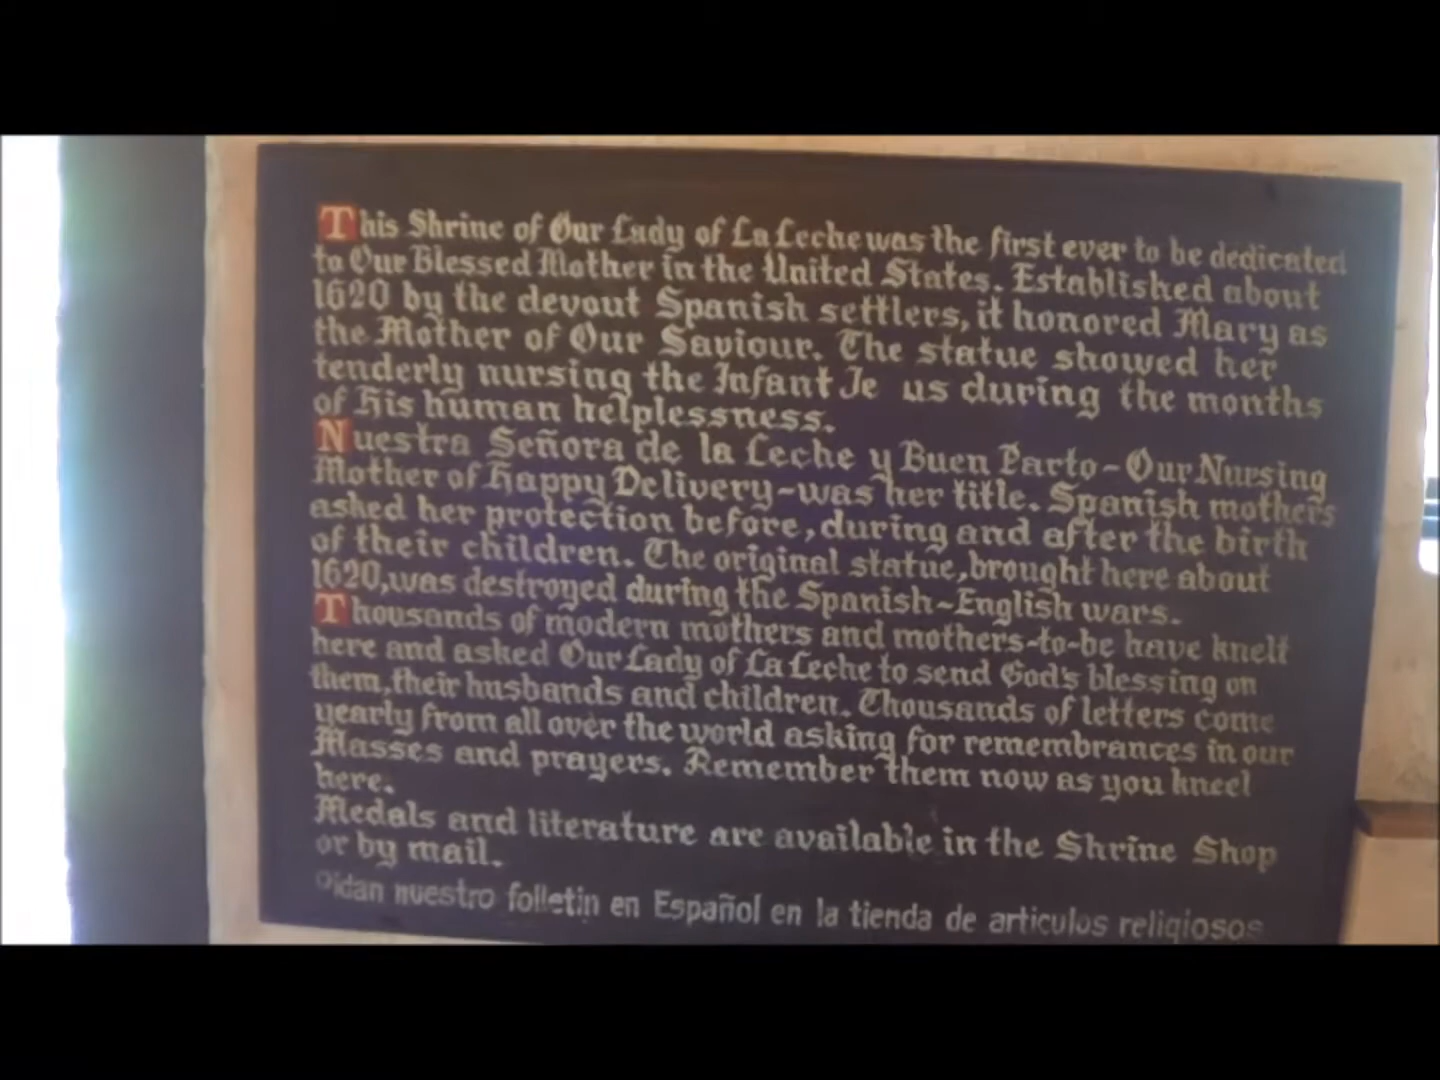 This Shrine of Our Lady of La Leche was the first ever to be dedicated
to Our Blessed Mother in the United States. Established about
1620 by the devout Spanish settlers, it honored Mary as
the Mother of Our Saviour. The statue showed her
tenderly nursing the Infant Je us during the months
of His human helplessness.
Nuestra Señora de la Leche y Buen Parto-Our Nursing
Mother of Happy Delivery-was her title. Spanish mothers
asked her protection before, during and after the birth
of their children. The original statue, brought here about
1620, was destroyed during the Spanish-English wars.
Thousands of modern mothers and mothers-to-be have knelt
here and asked Our Lady of La Leche to send God's blessing on
them, their husbands and children. Thousands of letters come
yearly from all over the world asking for remembrances in our
Masses and prayers. Remember them now as you kneel
here.
Medals and literature are available in the Shrine Shop
or by mail.
Pidan nuestro folletin en Español en la tienda de articulos religiosos